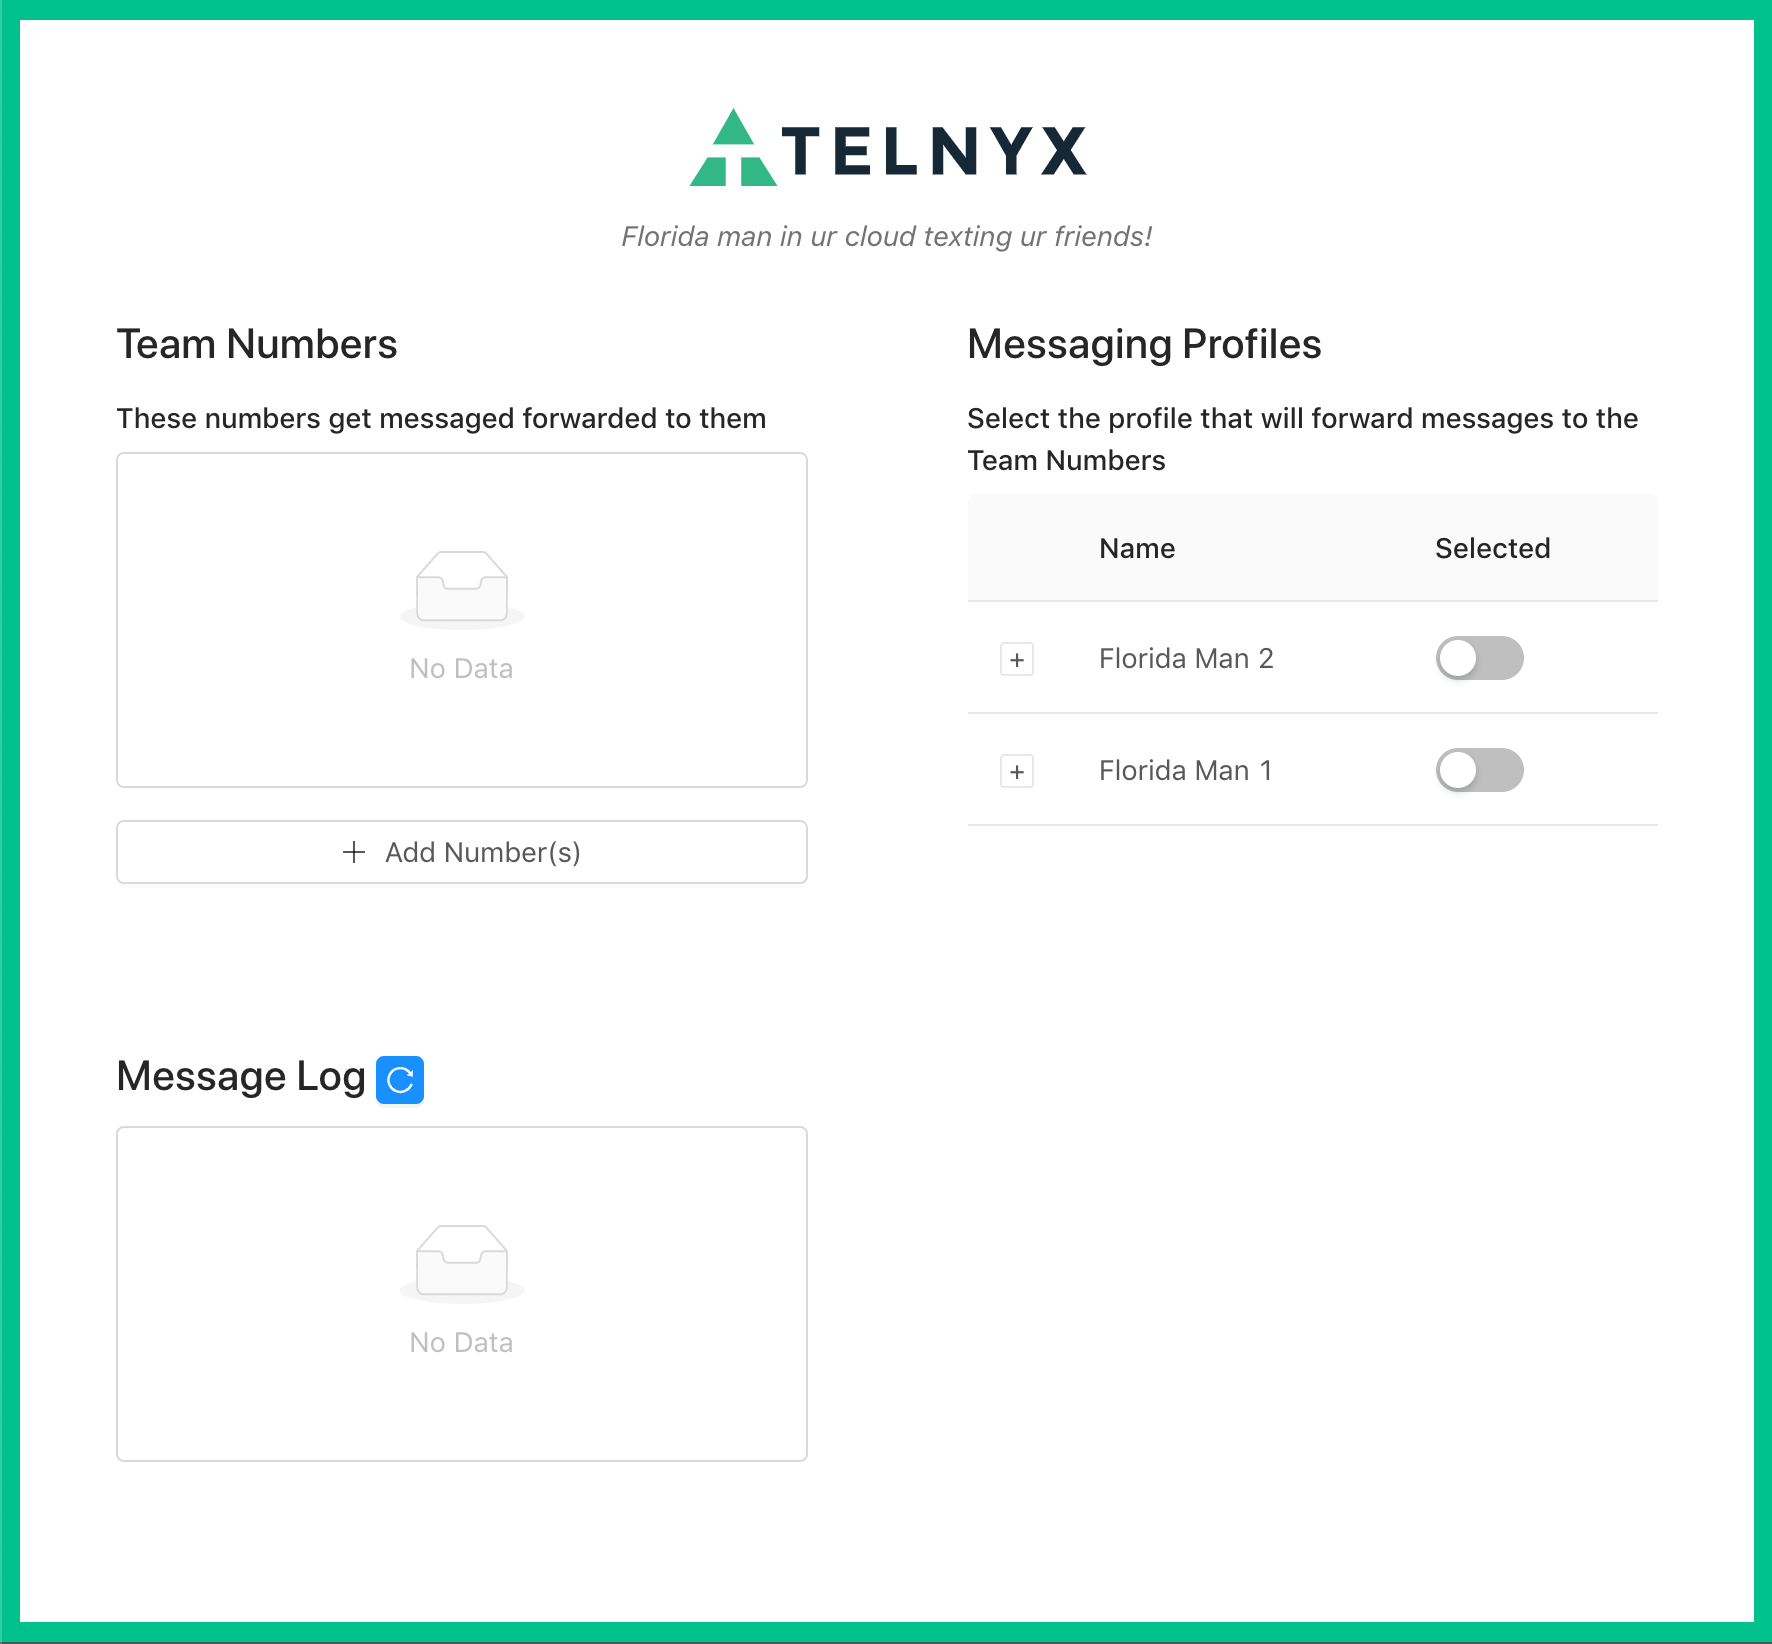 TELNYX
Florida man in ur cloud texting ur friends!
Team Numbers
These numbers get messaged forwarded to them
No Data
+ Add Number(s)
Messaging Profiles
Select the profile that will forward messages to the
Team Numbers
Name Selected
+ Florida Man 2
+ Florida Man 1
Message Log
No Data